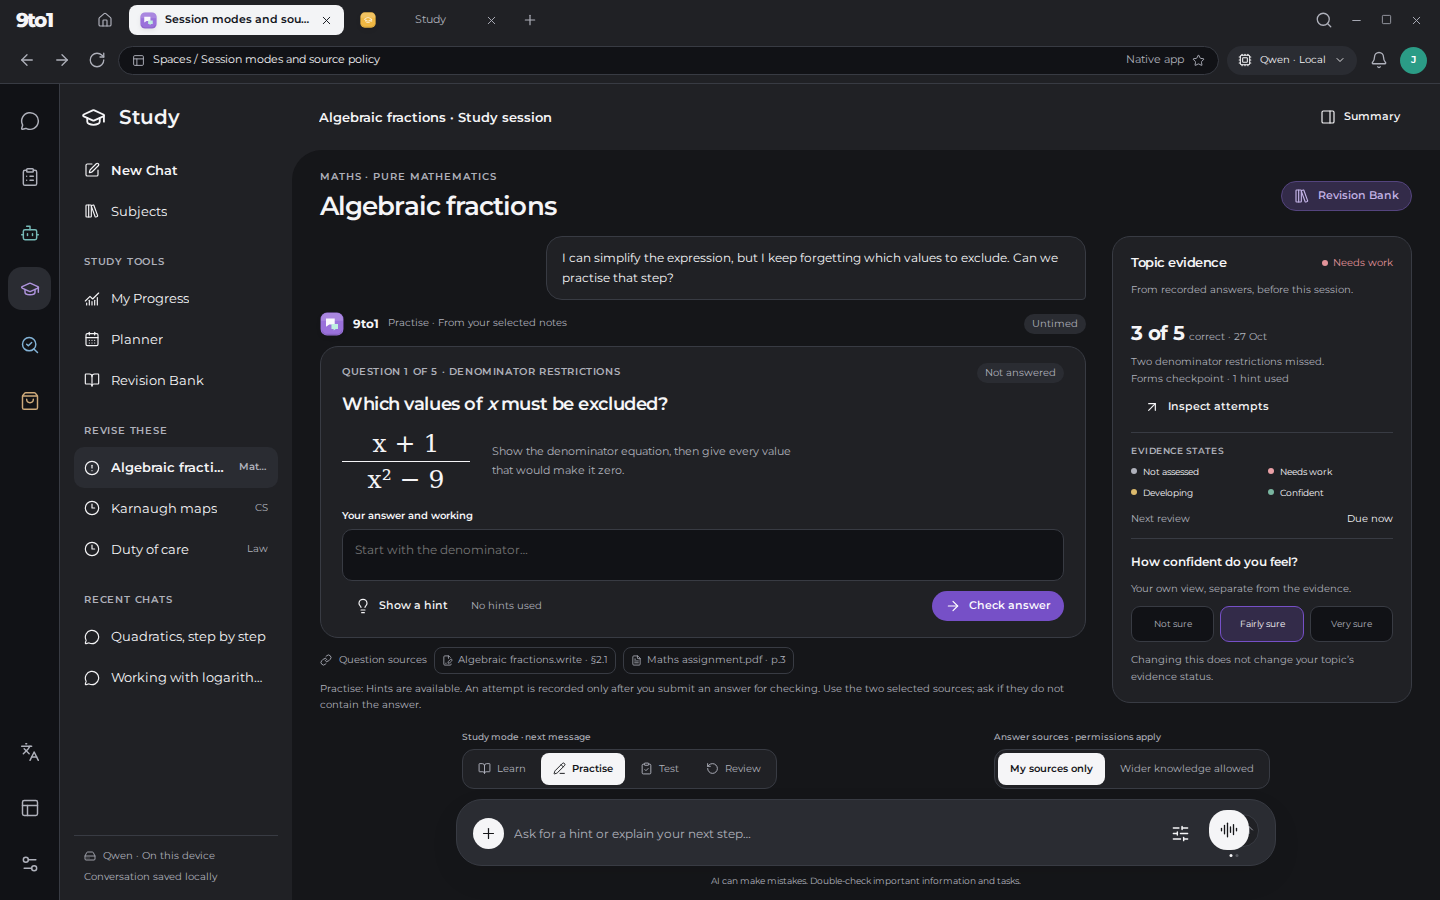 9to1
Session modes and sou...
Study
Spaces / Session modes and source policy
Native app
Qwen · Local
J
Study
Algebraic fractions · Study session
Summary
New Chat
Subjects
STUDY TOOLS
My Progress
Planner
Revision Bank
REVISE THESE
Algebraic fracti... Mat...
Karnaugh maps CS
Duty of care Law
RECENT CHATS
Quadratics, step by step
Working with logarith...
Qwen · On this device
Conversation saved locally
MATHS · PURE MATHEMATICS
Algebraic fractions
Revision Bank
I can simplify the expression, but I keep forgetting which values to exclude. Can we
practise that step?
9to1 Practise · From your selected notes
Untimed
QUESTION 1 OF 5 · DENOMINATOR RESTRICTIONS
Not answered
Which values of x must be excluded?
x + 1
x² − 9
Show the denominator equation, then give every value
that would make it zero.
Your answer and working
Start with the denominator...
Show a hint
No hints used
Check answer
Question sources
Algebraic fractions.write · §2.1
Maths assignment.pdf · p.3
Practise: Hints are available. An attempt is recorded only after you submit an answer for checking. Use the two selected sources; ask if they do not
contain the answer.
Topic evidence
Needs work
From recorded answers, before this session.
3 of 5 correct · 27 Oct
Two denominator restrictions missed.
Forms checkpoint · 1 hint used
Inspect attempts
EVIDENCE STATES
Not assessed
Needs work
Developing
Confident
Next review
Due now
How confident do you feel?
Your own view, separate from the evidence.
Not sure
Fairly sure
Very sure
Changing this does not change your topic's
evidence status.
Study mode · next message
Learn
Practise
Test
Review
Answer sources · permissions apply
My sources only
Wider knowledge allowed
Ask for a hint or explain your next step...
AI can make mistakes. Double-check important information and tasks.